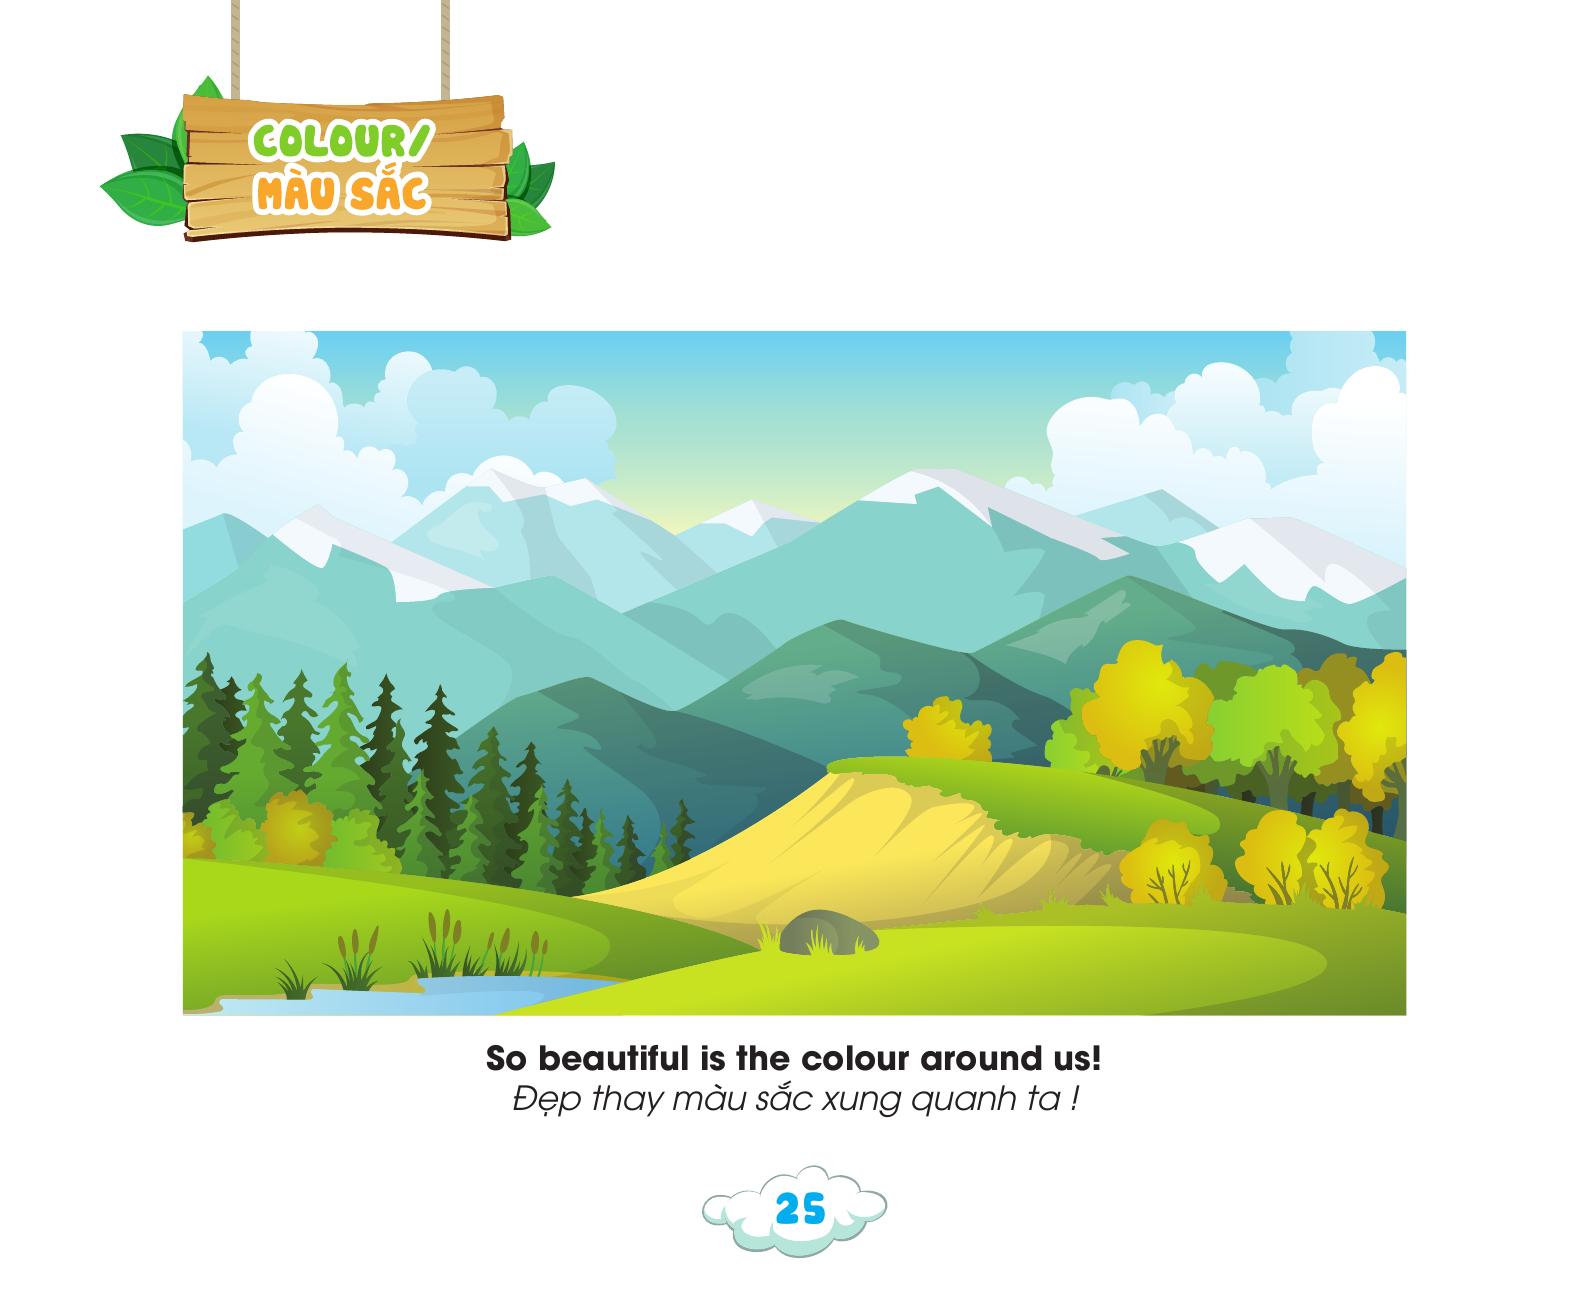 COLOUR/
MÀU SẮC
So beautiful is the colour around us!
Đẹp thay màu sắc xung quanh ta !
25